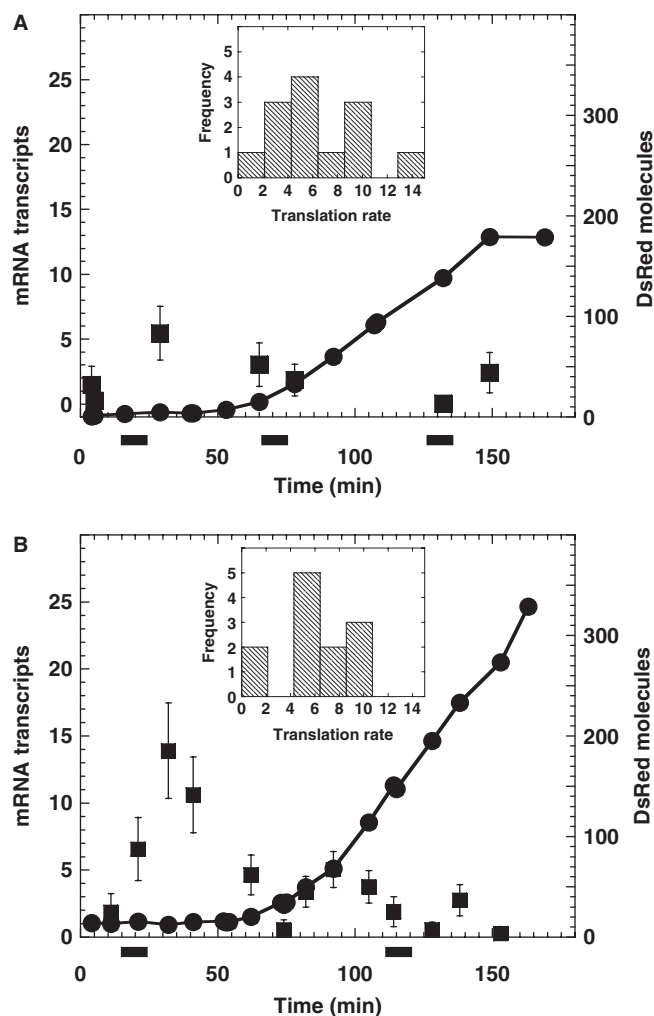 A
mRNA transcripts
25
20
15
10
5
0
Frequency
5
4
3
2
1
0
0 2 4 6 8 10 12 14
Translation rate
DsRed molecules
300
200
100
0
0 50 100 150
Time (min)
B
mRNA transcripts
25
20
15
10
5
0
Frequency
5
4
3
2
1
0
0 2 4 6 8 10 12 14
Translation rate
DsRed molecules
300
200
100
0
0 50 100 150
Time (min)